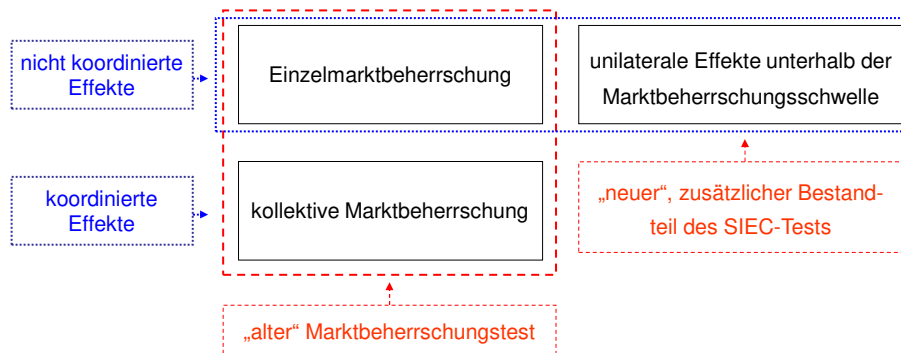 nicht koordinierte
Effekte
Einzelmarktbeherrschung
unilaterale Effekte unterhalb der
Marktbeherrschungsschwelle
koordinierte
Effekte
kollektive Marktbeherrschung
„neuer“, zusätzlicher Bestand-
teil des SIEC-Tests
„alter“ Marktbeherrschungstest